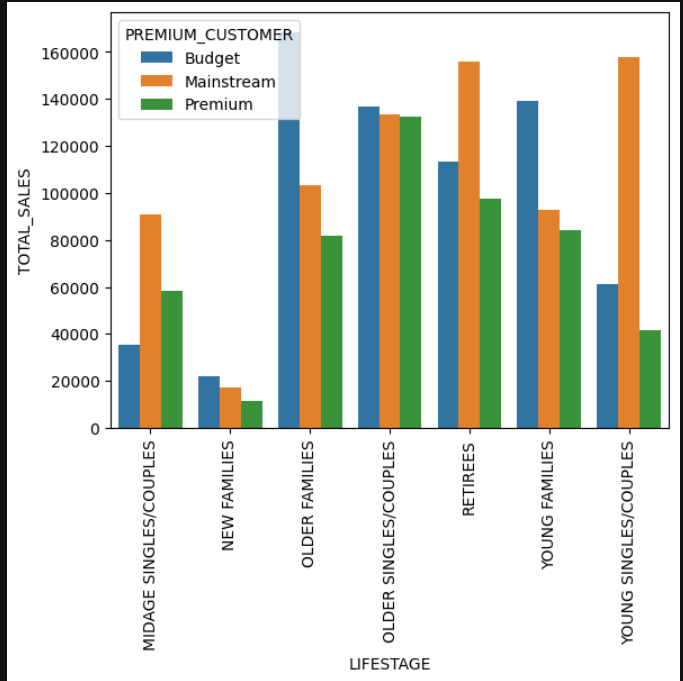 PREMIUM_CUSTOMER
Budget
Mainstream
Premium
TOTAL_SALES
160000
140000
120000
100000
80000
60000
40000
20000
0
MIDAGE SINGLES/COUPLES
NEW FAMILIES
OLDER FAMILIES
OLDER SINGLES/COUPLES
RETIREES
YOUNG FAMILIES
YOUNG SINGLES/COUPLES
LIFESTAGE